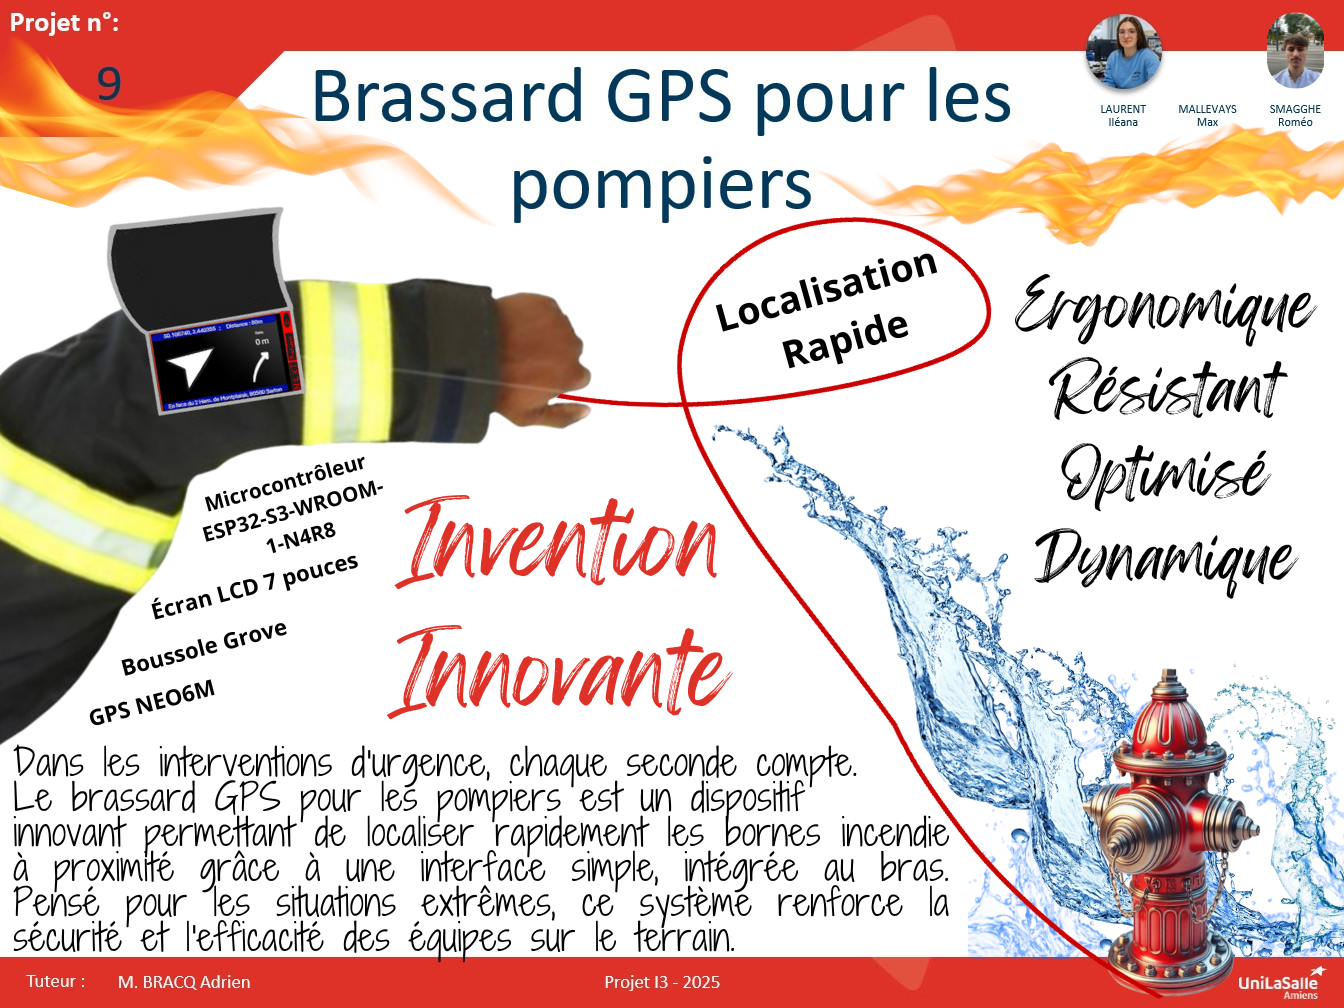 Projet n°:
9
Brassard GPS pour les
pompiers
LAURENT
Iléana
MALLEVAYS
Max
SMAGGHE
Roméo
Localisation
Rapide
Ergonomique
Résistant
Optimisé
Dynamique
Distance : 80m
0 m
Microcontrôleur
ESP32-S3-WROOM-
1-N4R8
Écran LCD 7 pouces
Boussole Grove
GPS NEO6M
Invention
Innovante
Dans les interventions d'urgence, chaque seconde compte.
Le brassard GPS pour les pompiers est un dispositif
innovant permettant de localiser rapidement les bornes incendie
à proximité grâce à une interface simple, intégrée au bras.
Pensé pour les situations extrêmes, ce système renforce la
sécurité et l'efficacité des équipes sur le terrain.
Tuteur :
M. BRACQ Adrien
Projet I3 - 2025
UniLaSalle
Amiens